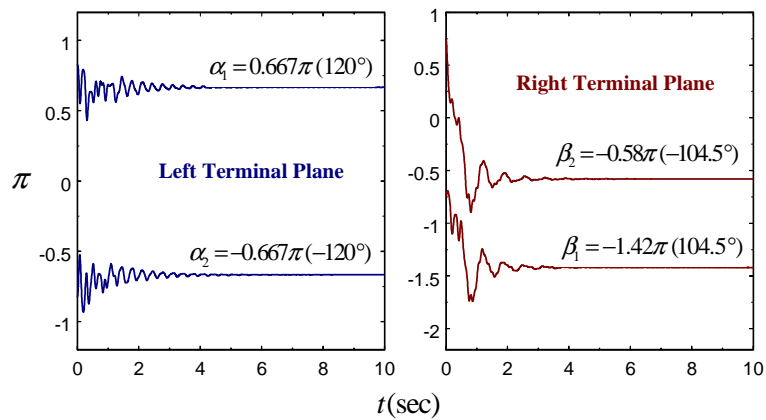 π
1
0.5
0
-0.5
-1
0 2 4 6 8 10
α₁=0.667π(120°)
Left Terminal Plane
α₂=-0.667π(-120°)
1
0.5
0
-0.5
-1
-1.5
-2
0 2 4 6 8 10
Right Terminal Plane
β₂=-0.58π(-104.5°)
β₁=-1.42π(104.5°)
t(sec)